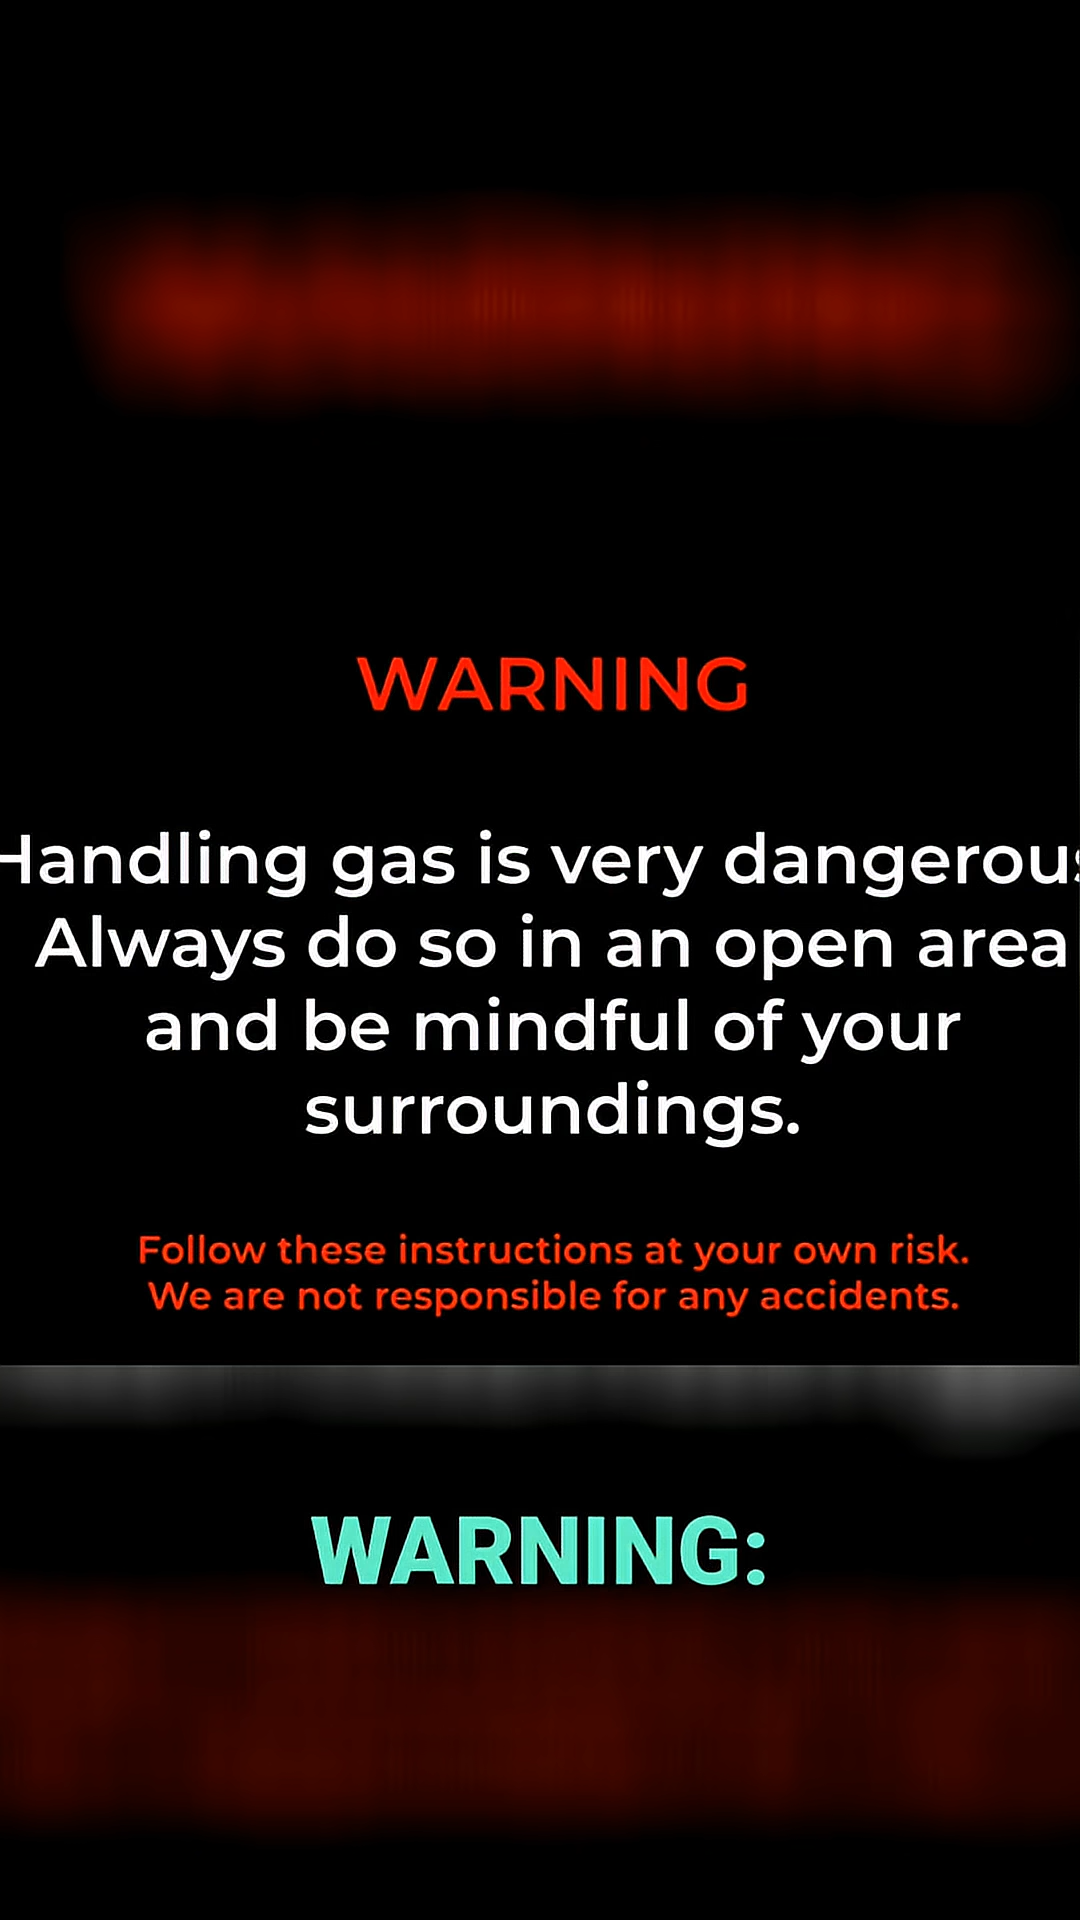 WARNING
Handling gas is very dangerous
Always do so in an open area
and be mindful of your
surroundings.
Follow these instructions at your own risk.
We are not responsible for any accidents.
WARNING: